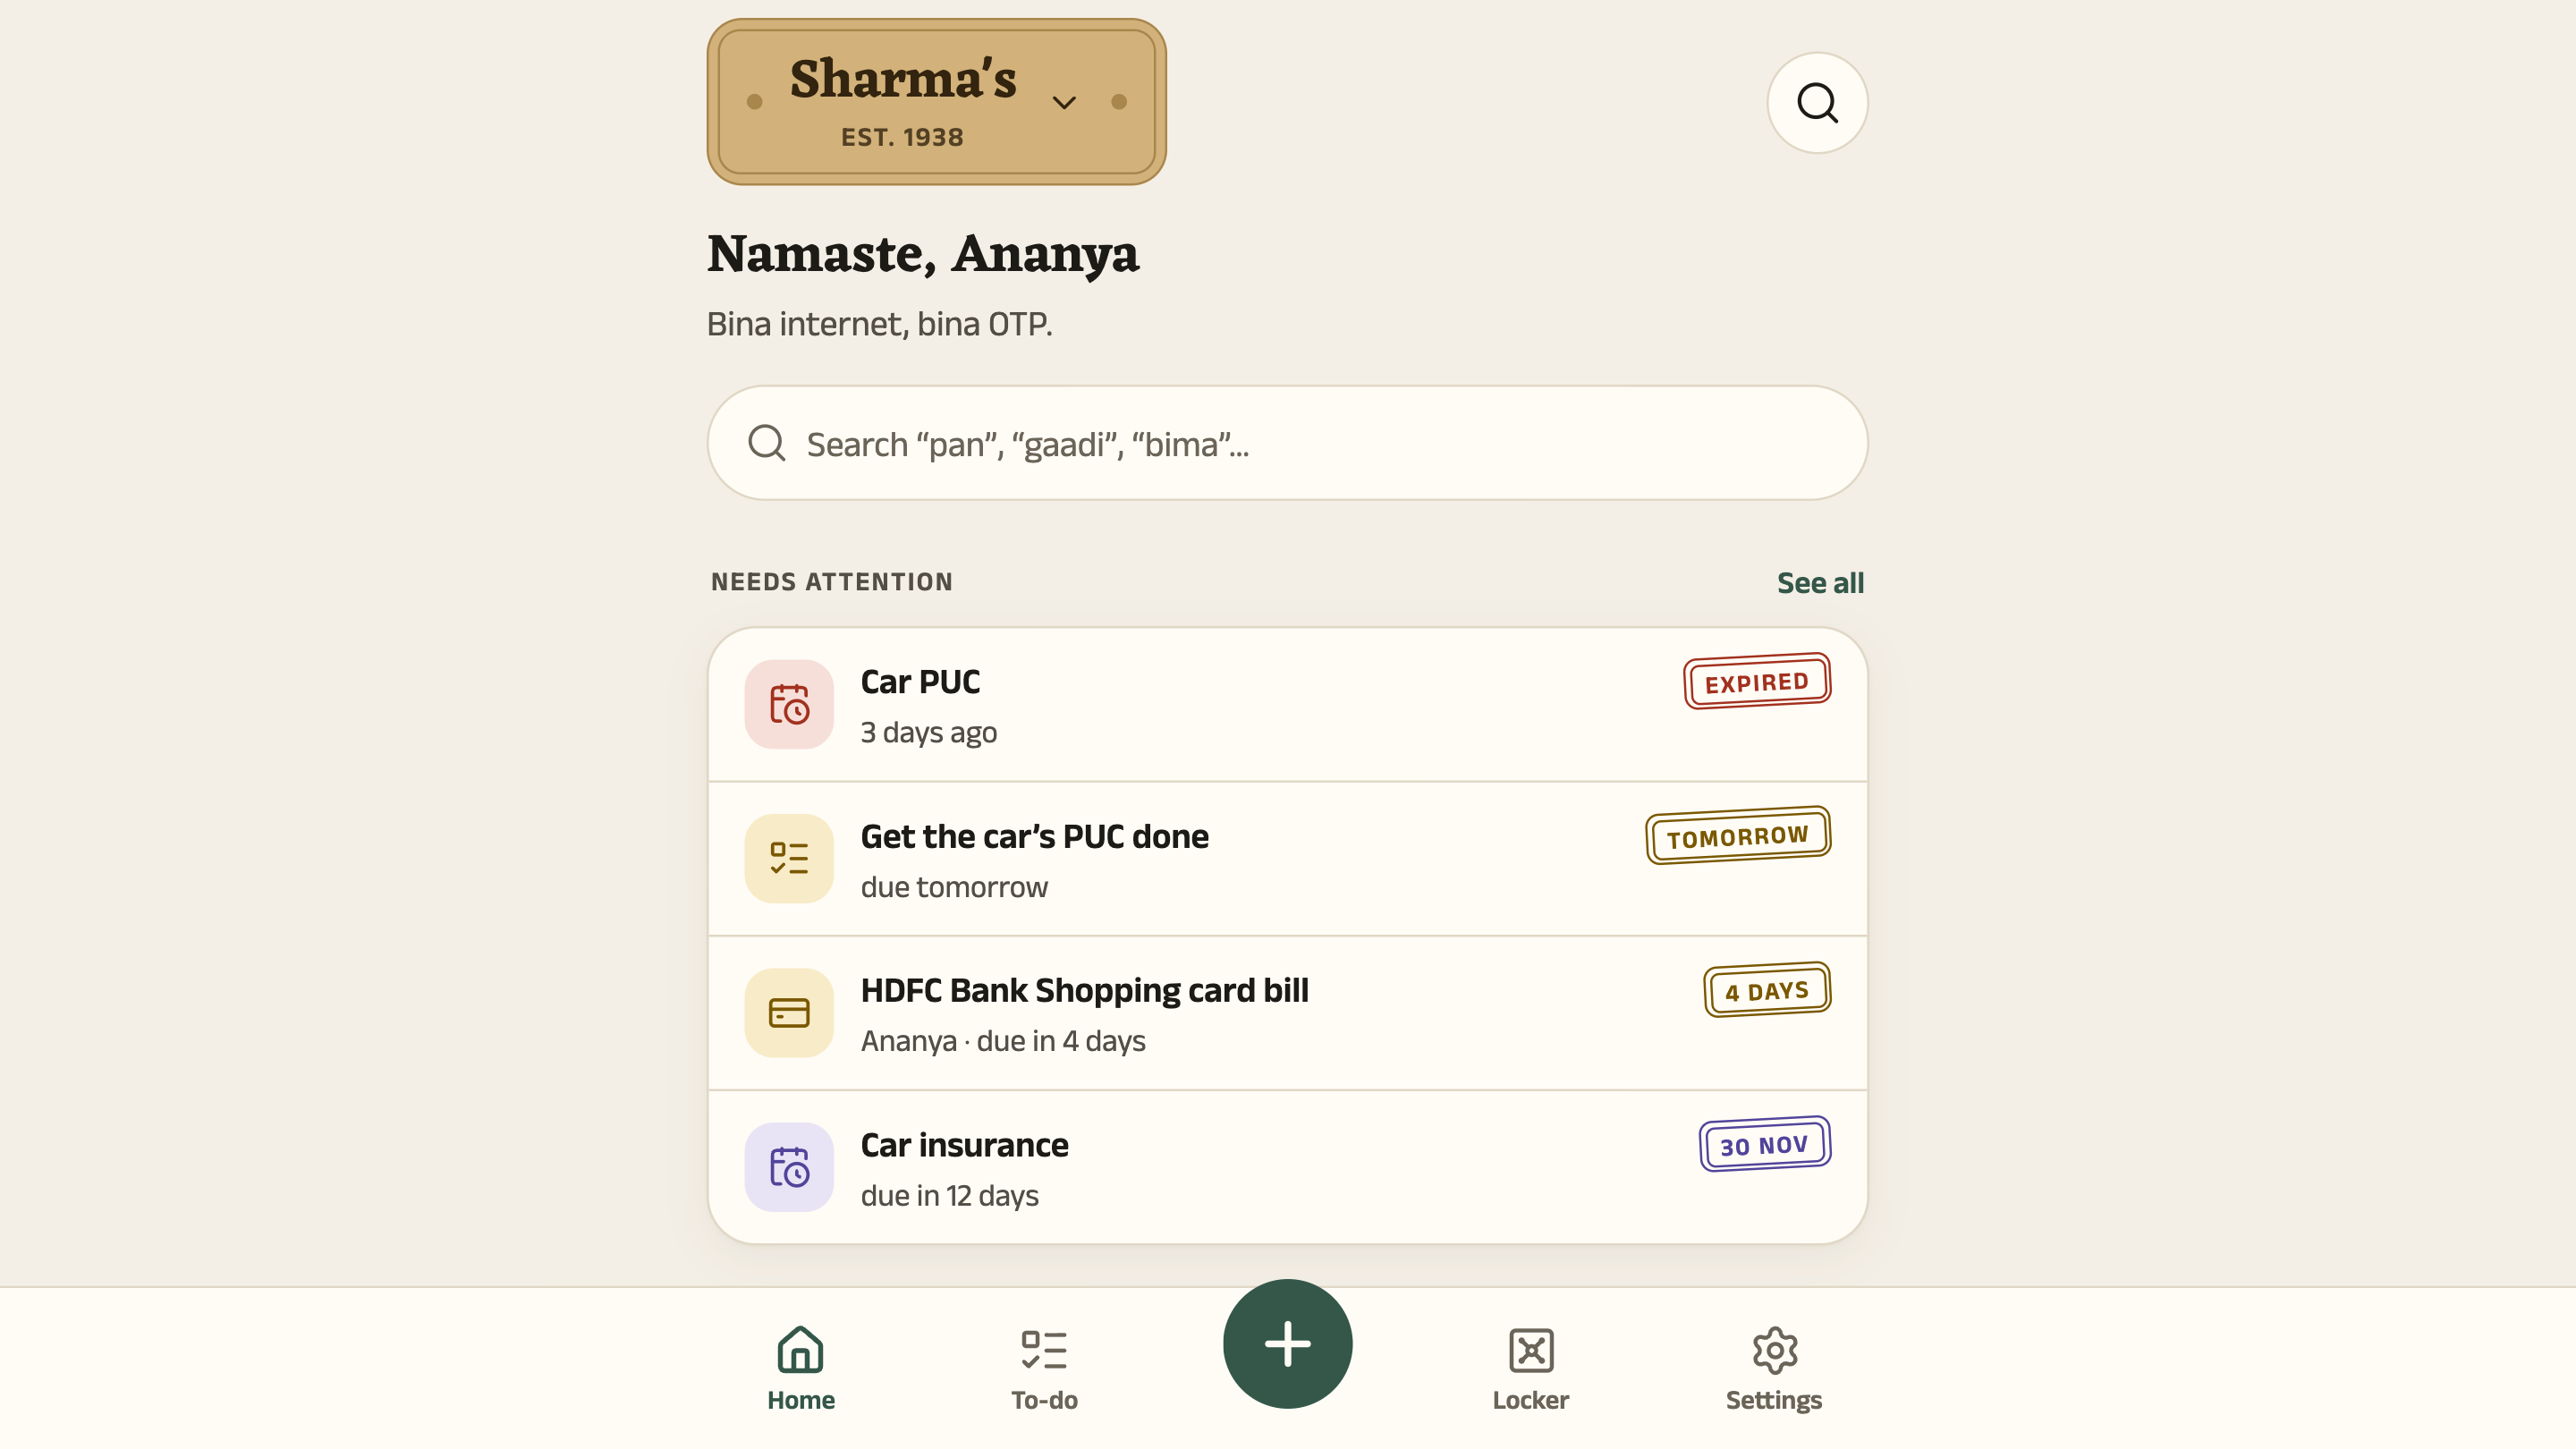 Sharma's
EST. 1938
Namaste, Ananya
Bina internet, bina OTP.
Search “pan”, “gaadi”, “bima”...
NEEDS ATTENTION
See all
Car PUC
EXPIRED
3 days ago
Get the car’s PUC done
TOMORROW
due tomorrow
HDFC Bank Shopping card bill
4 DAYS
Ananya · due in 4 days
Car insurance
30 NOV
due in 12 days
Home
To-do
Locker
Settings